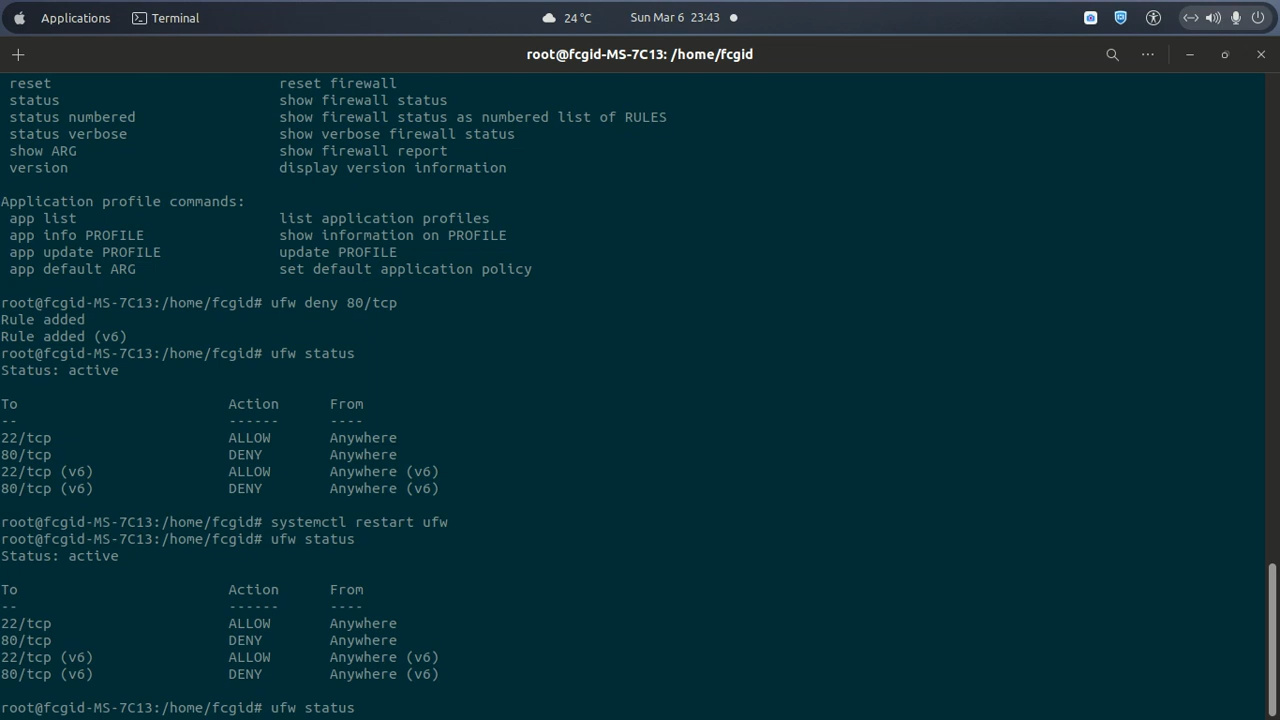 Applications Terminal 24 °C Sun Mar 6 23:43
root@fcgid-MS-7C13: /home/fcgid
reset show firewall
reset reset firewall
status show firewall status
status numbered show firewall status as numbered list of RULES
status verbose show verbose firewall status
show ARG show firewall report
version display version information
Application profile commands:
app list list application profiles
app info PROFILE show information on PROFILE
app update PROFILE update PROFILE
app default ARG set default application policy
root@fcgid-MS-7C13:/home/fcgid# ufw deny 80/tcp
Rule added
Rule added (v6)
root@fcgid-MS-7C13:/home/fcgid# ufw status
Status: active
To Action From
-- ------ ----
22/tcp ALLOW Anywhere
80/tcp DENY Anywhere
22/tcp (v6) ALLOW Anywhere (v6)
80/tcp (v6) DENY Anywhere (v6)
root@fcgid-MS-7C13:/home/fcgid# systemctl restart ufw
root@fcgid-MS-7C13:/home/fcgid# ufw status
Status: active
To Action From
-- ------ ----
22/tcp ALLOW Anywhere
80/tcp DENY Anywhere
22/tcp (v6) ALLOW Anywhere (v6)
80/tcp (v6) DENY Anywhere (v6)
root@fcgid-MS-7C13:/home/fcgid# ufw status